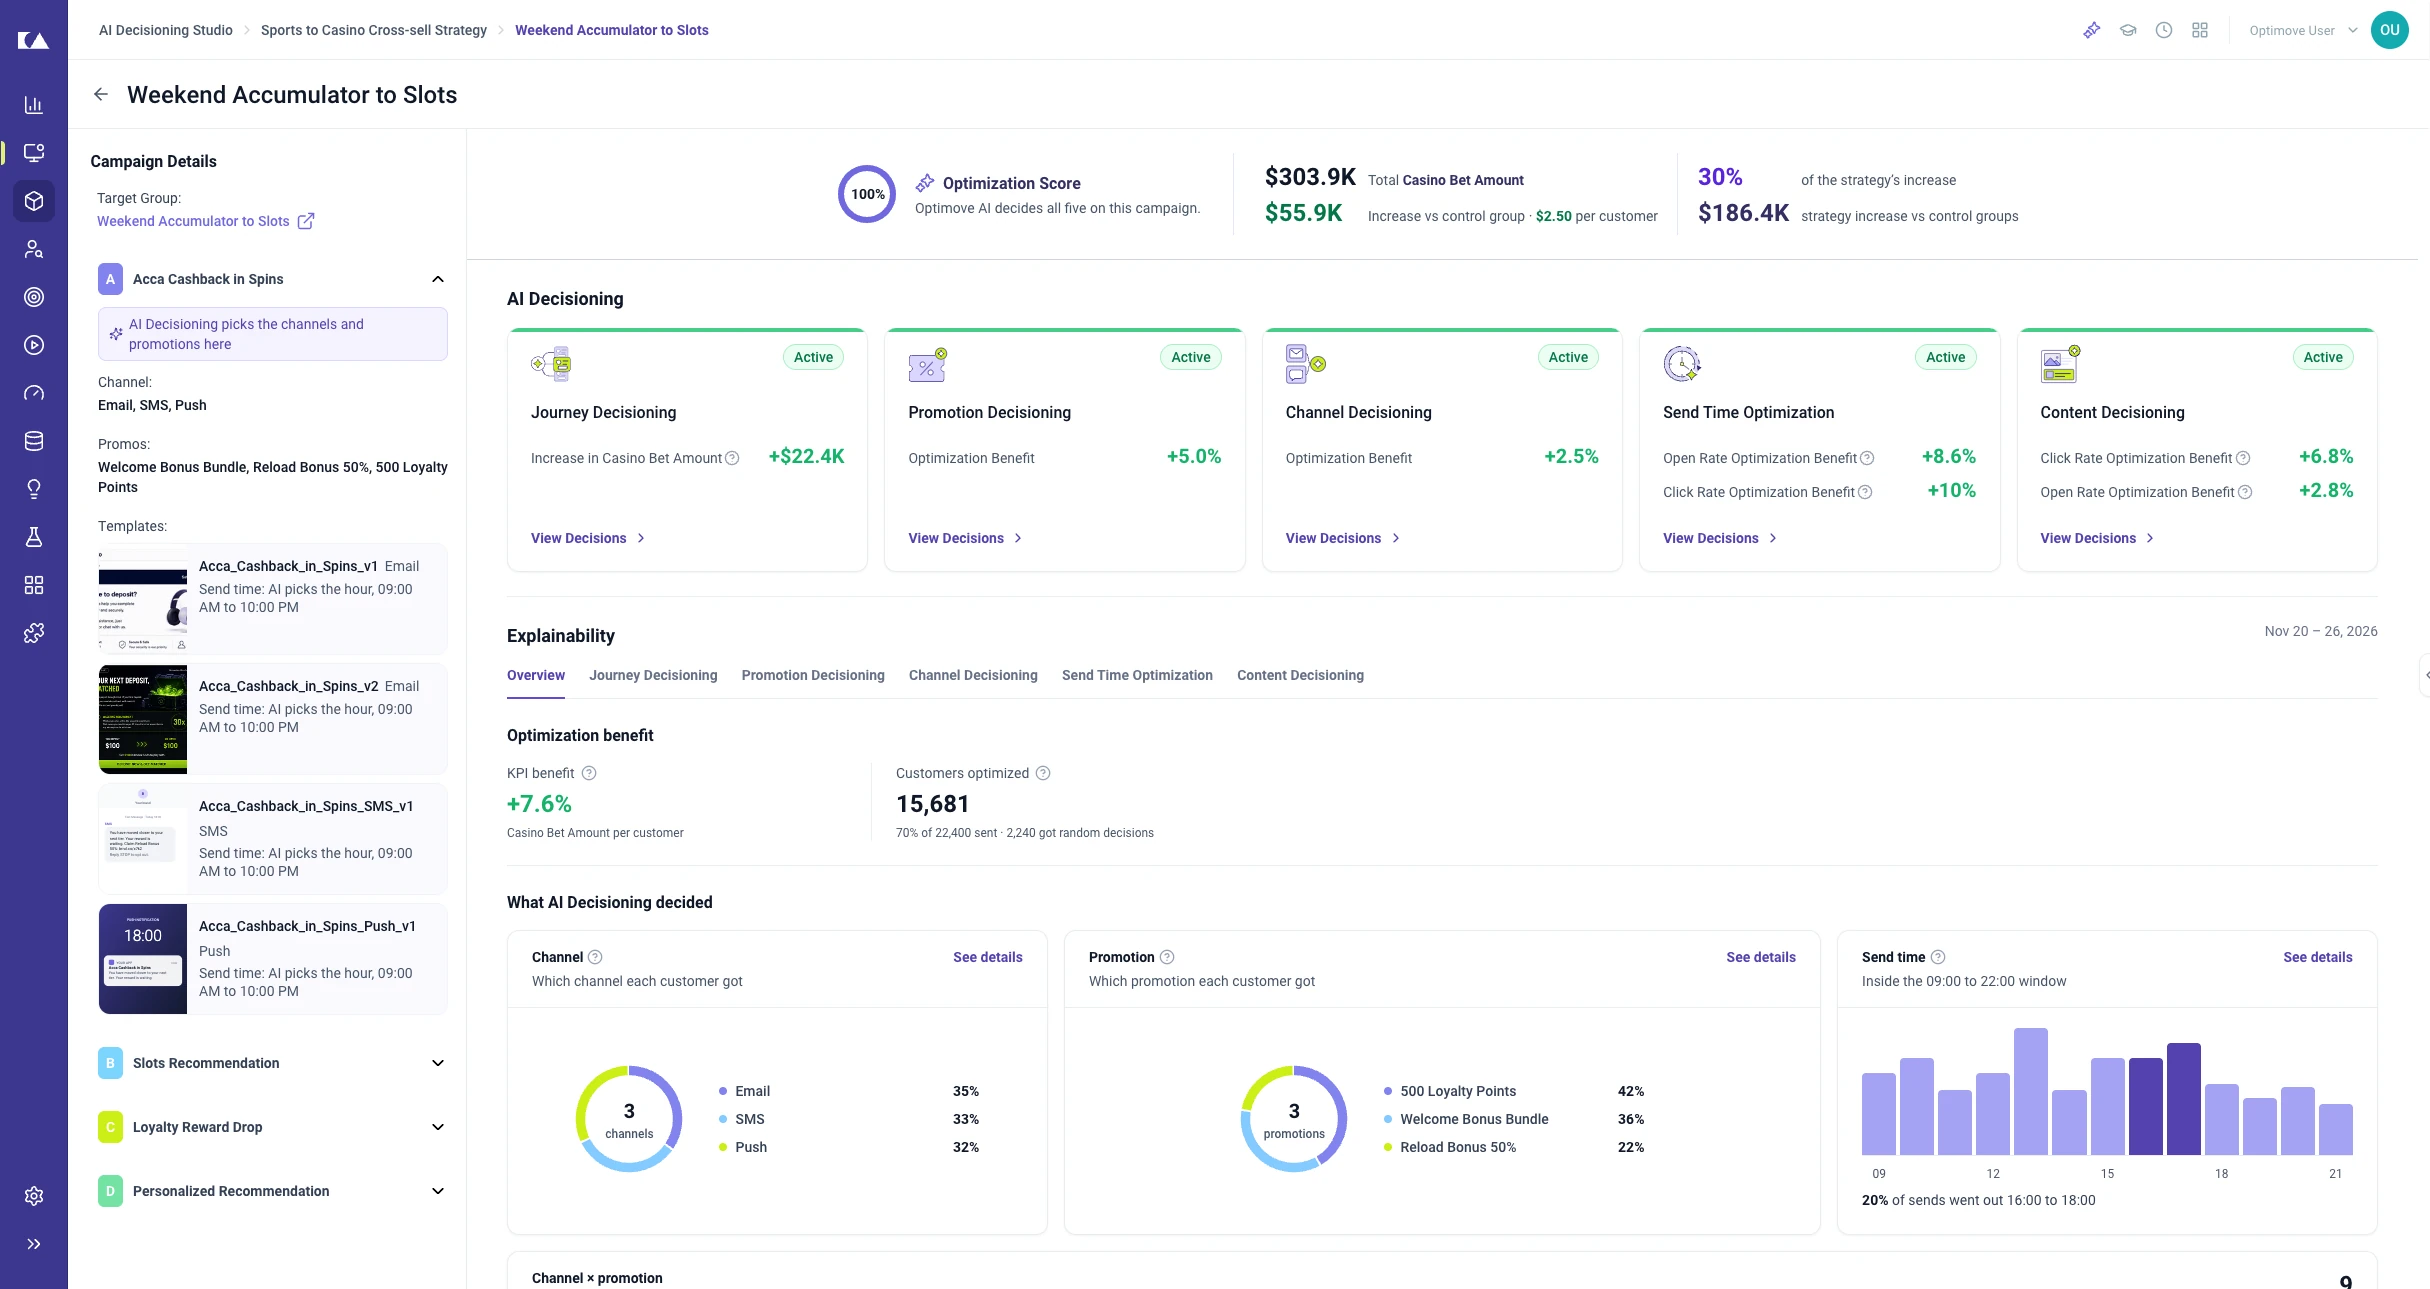 AI Decisioning Studio
Sports to Casino Cross-sell Strategy
Weekend Accumulator to Slots
Optimove User
OU
Weekend Accumulator to Slots
Campaign Details
Target Group:
Weekend Accumulator to Slots
A
Acca Cashback in Spins
AI Decisioning picks the channels and
promotions here
Channel:
Email, SMS, Push
Promos:
Welcome Bonus Bundle, Reload Bonus 50%, 500 Loyalty
Points
Templates:
Acca_Cashback_in_Spins_v1 Email
Send time: AI picks the hour, 09:00
AM to 10:00 PM
Acca_Cashback_in_Spins_v2 Email
Send time: AI picks the hour, 09:00
AM to 10:00 PM
$100
$100
30x
Acca_Cashback_in_Spins_SMS_v1
SMS
Send time: AI picks the hour, 09:00
AM to 10:00 PM
18:00
Acca_Cashback_in_Spins_Push_v1
Push
Send time: AI picks the hour, 09:00
AM to 10:00 PM
B
Slots Recommendation
C
Loyalty Reward Drop
D
Personalized Recommendation
100%
Optimization Score
Optimove AI decides all five on this campaign.
$303.9K Total Casino Bet Amount
$55.9K Increase vs control group · $2.50 per customer
30% of the strategy's increase
$186.4K strategy increase vs control groups
AI Decisioning
Active
Journey Decisioning
Increase in Casino Bet Amount
+$22.4K
View Decisions
Active
Promotion Decisioning
Optimization Benefit
+5.0%
View Decisions
Active
Channel Decisioning
Optimization Benefit
+2.5%
View Decisions
Active
Send Time Optimization
Open Rate Optimization Benefit
+8.6%
Click Rate Optimization Benefit
+10%
View Decisions
Active
Content Decisioning
Click Rate Optimization Benefit
+6.8%
Open Rate Optimization Benefit
+2.8%
View Decisions
Explainability
Nov 20 – 26, 2026
Overview
Journey Decisioning
Promotion Decisioning
Channel Decisioning
Send Time Optimization
Content Decisioning
Optimization benefit
KPI benefit
+7.6%
Casino Bet Amount per customer
Customers optimized
15,681
70% of 22,400 sent · 2,240 got random decisions
What AI Decisioning decided
Channel
See details
Which channel each customer got
3
channels
Email 35%
SMS 33%
Push 32%
Promotion
See details
Which promotion each customer got
3
promotions
500 Loyalty Points 42%
Welcome Bonus Bundle 36%
Reload Bonus 50% 22%
Send time
See details
Inside the 09:00 to 22:00 window
09 12 15 18 21
20% of sends went out 16:00 to 18:00
Channel × promotion
9